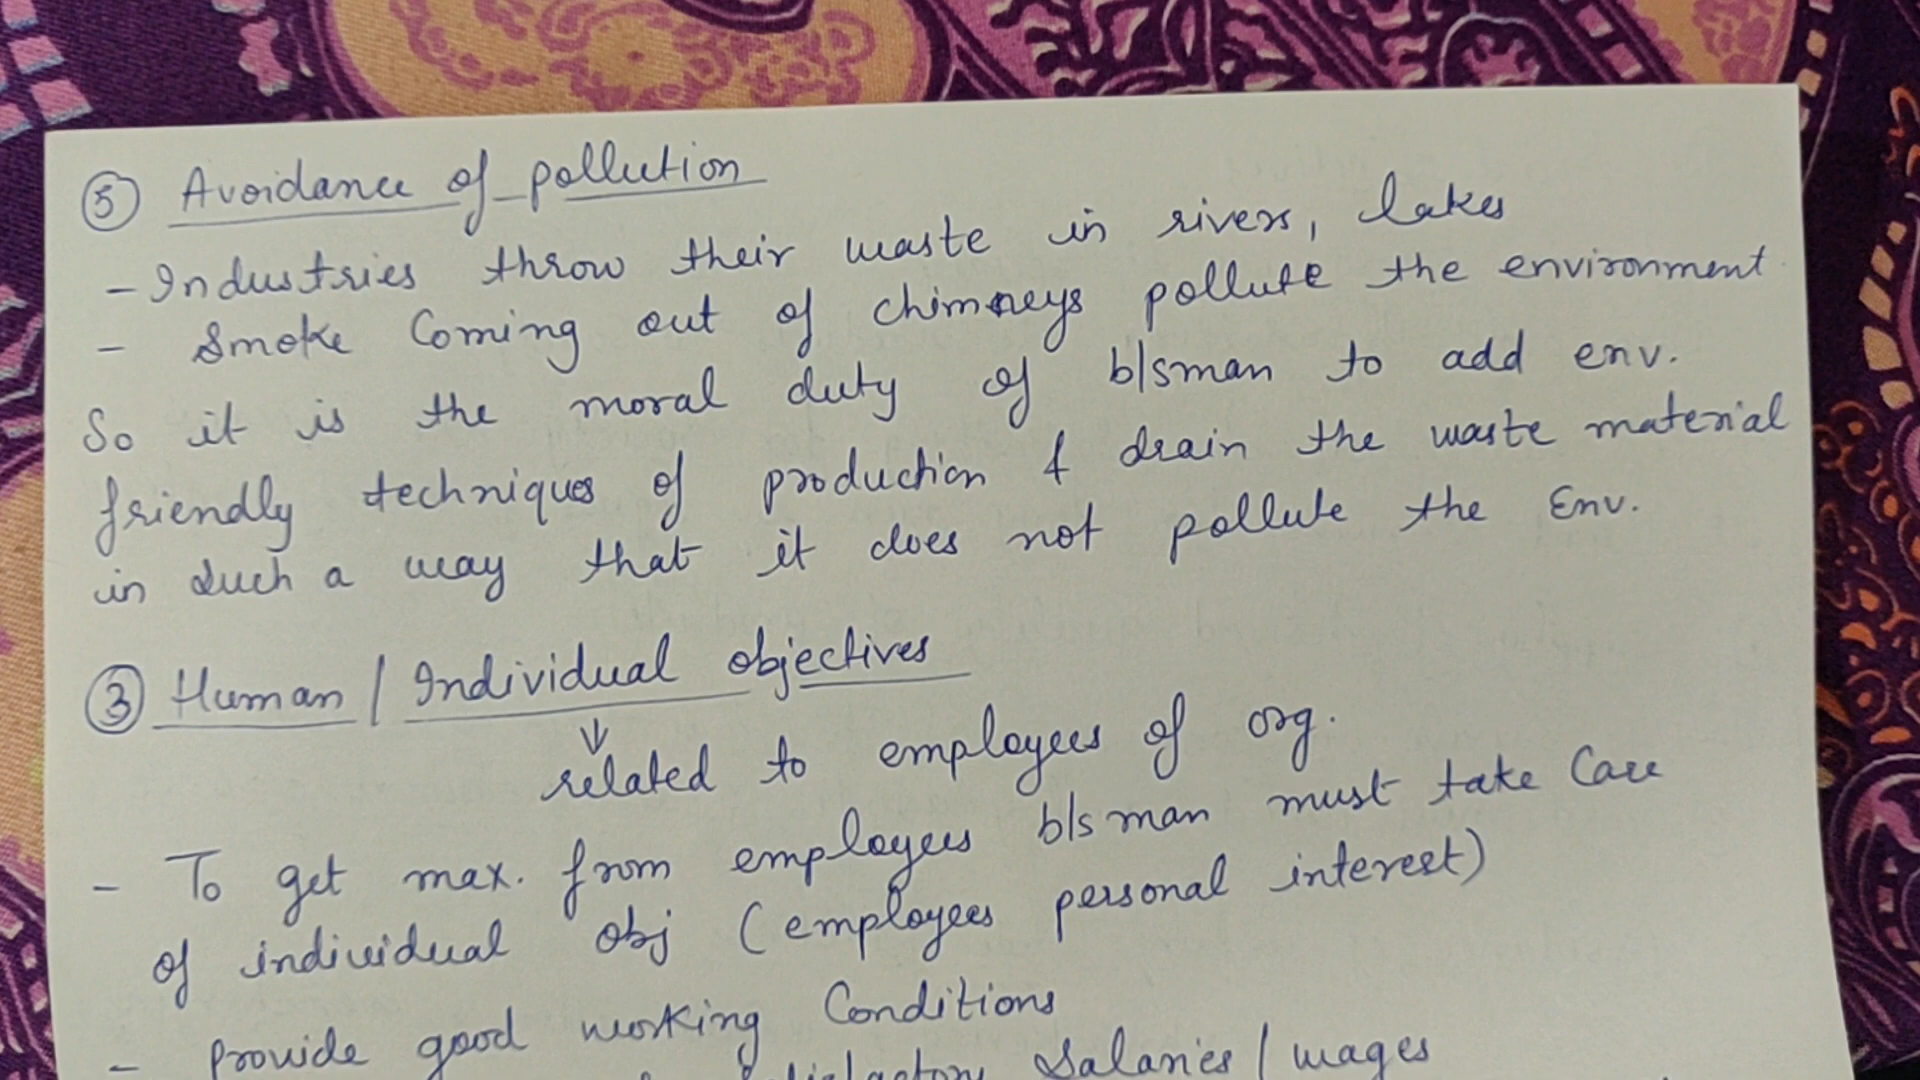 ⑤ Avoidance of pollution
- Industries throw their waste in rivers, lakes
- Smoke Coming out of chimneys pollute the environment.
So it is the moral duty of b/sman to add env.
friendly techniques of production & drain the waste material
in such a way that it does not pollute the Env.
③ Human / Individual objectives
↓
related to employees of org.
- To get max. from employees b/sman must take Care
of individual obj (employees personal interest)
- Provide good working Conditions
Salaries / wages